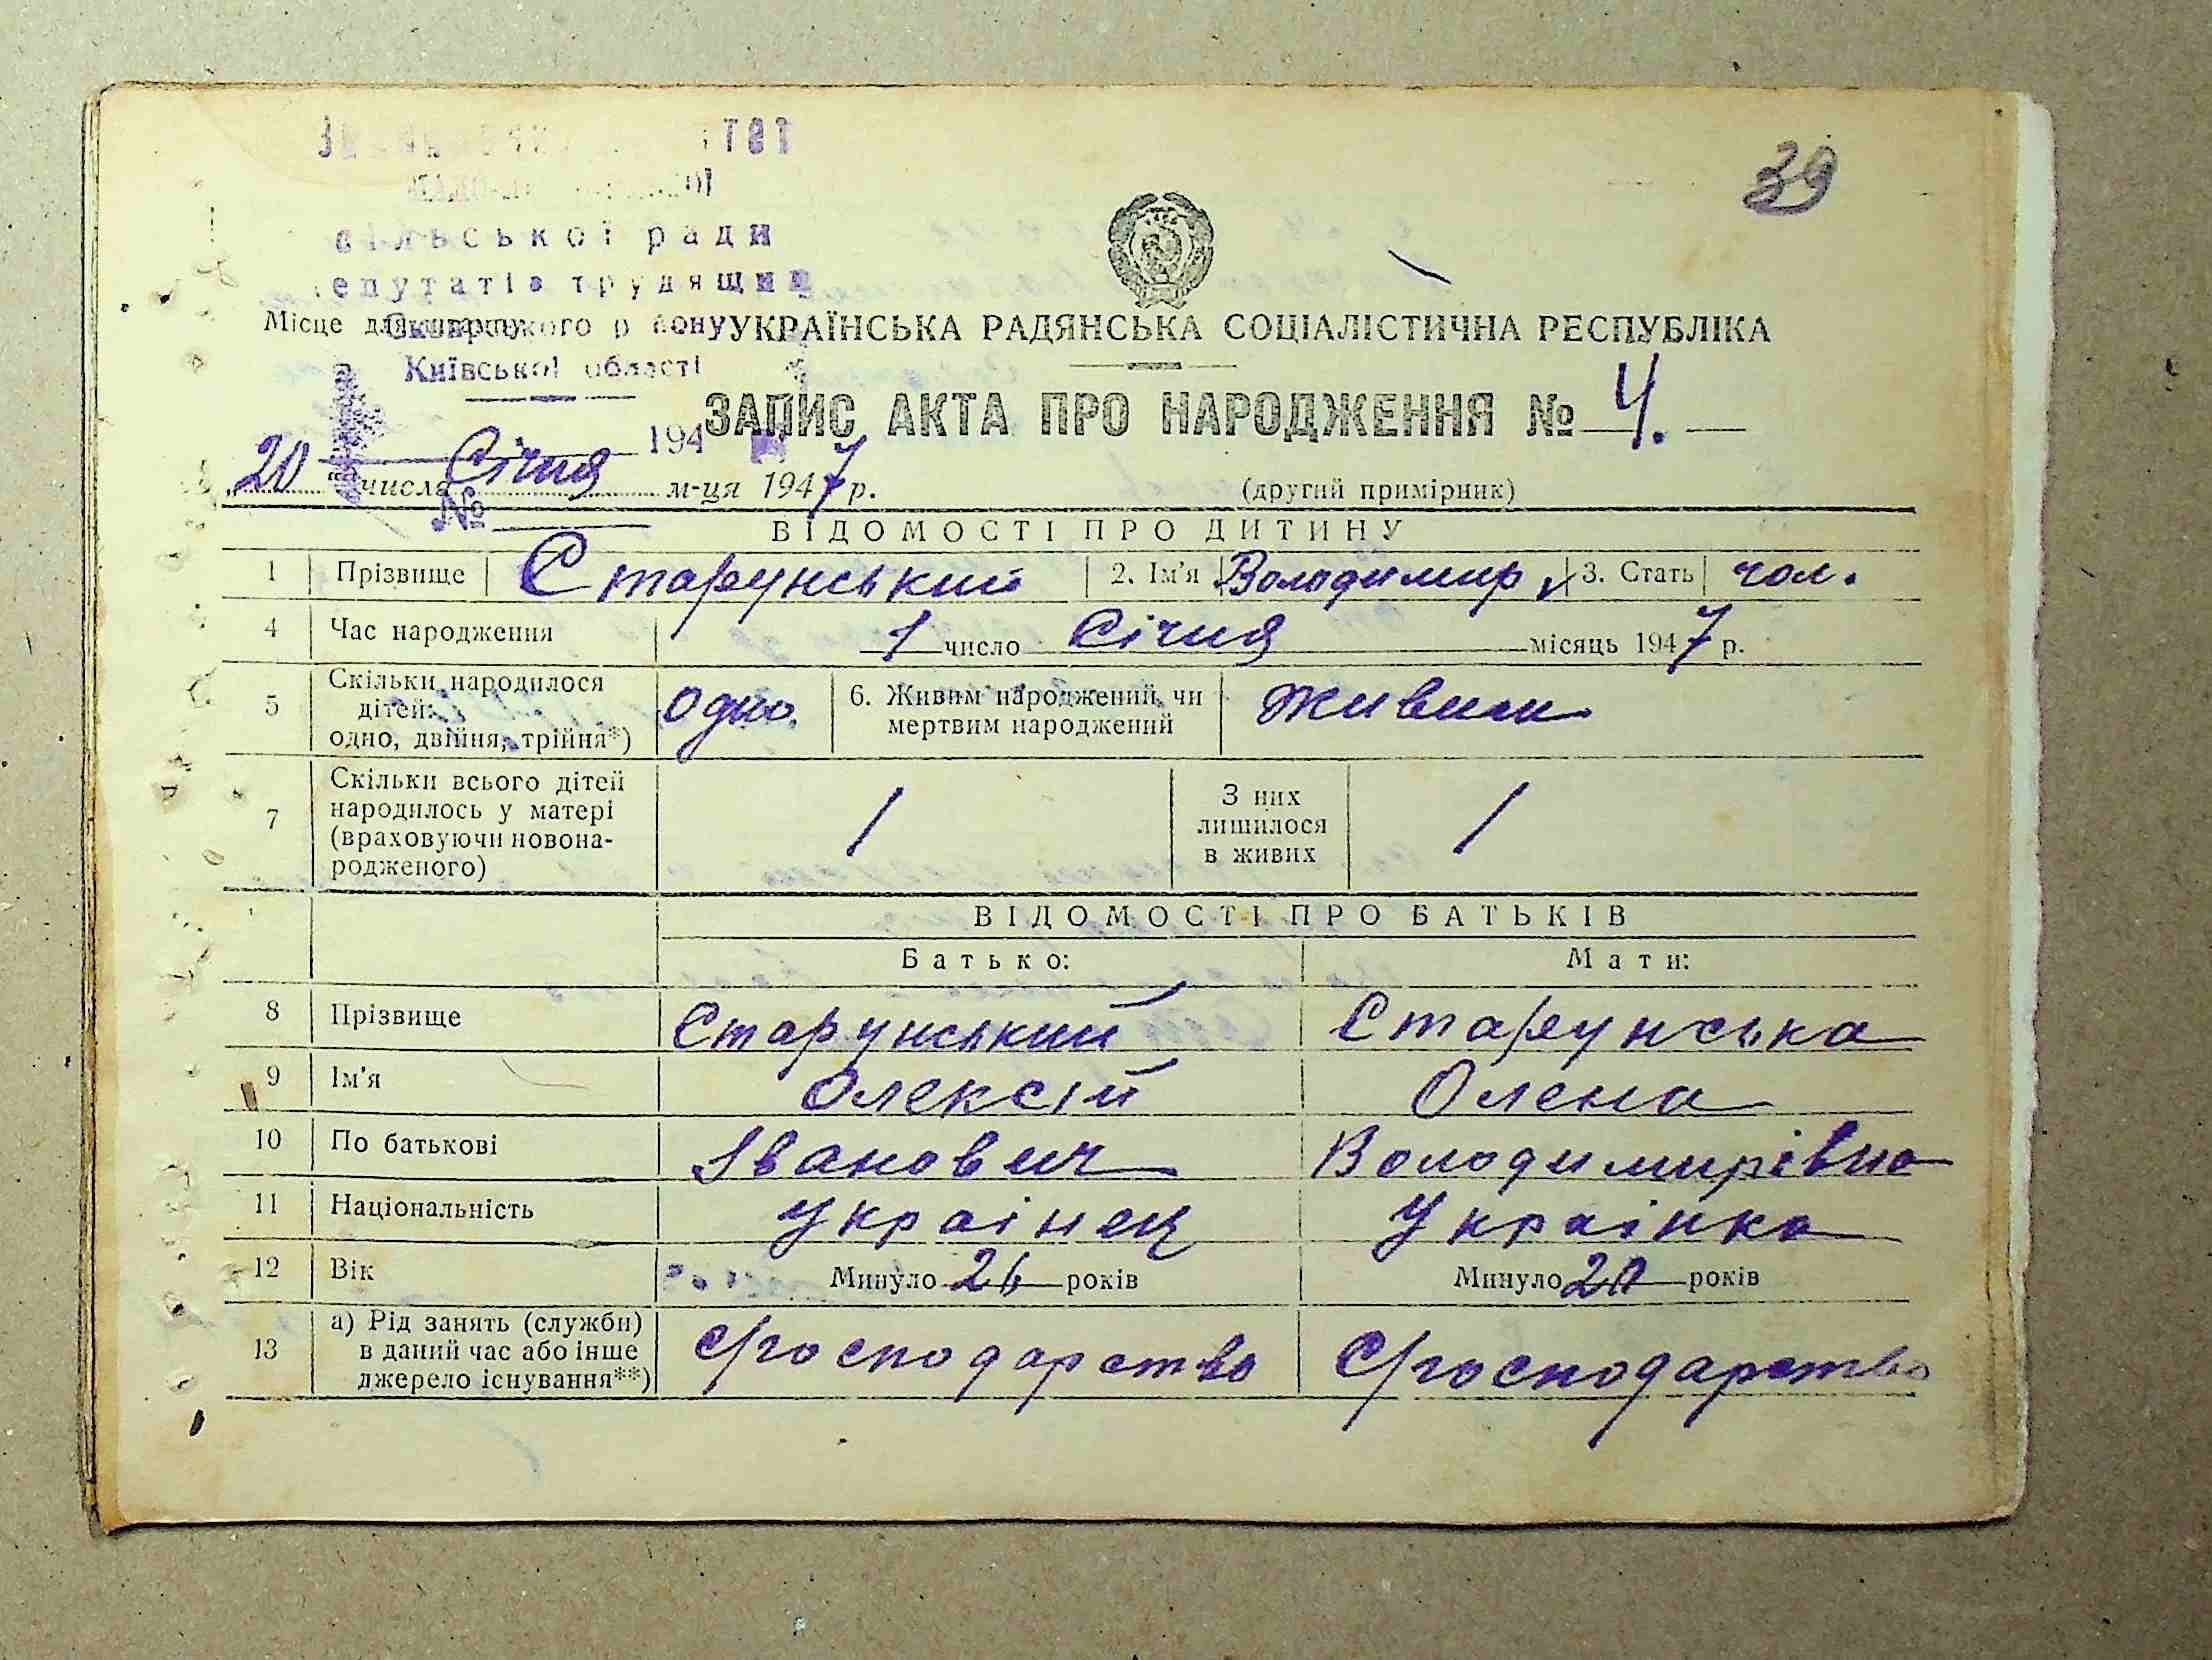 39
сільської ради
депутатів трудящих
Місце для штампу Сквирського району УКРАЇНСЬКА РАДЯНСЬКА СОЦІАЛІСТИЧНА РЕСПУБЛІКА
Київської області
ЗАПИС АКТА ПРО НАРОДЖЕННЯ № 4.
194
„20 числа Січня м-ця 1947 р. (другий примірник)
№
ВІДОМОСТІ ПРО ДИТИНУ
1 Прізвище Старунський 2. Ім'я Володимир 3. Стать чол.
4 Час народження 1 число Січня місяць 1947 р.
5 Скільки народилося дітей: одно, двійня, трійня*) одно. 6. Живим народжений, чи мертвим народжений Живим
7 Скільки всього дітей народилось у матері (враховуючи новонародженого) 1 З них лишилося в живих 1
ВІДОМОСТІ ПРО БАТЬКІВ
Батько: Мати:
8 Прізвище Старунський Старунська
9 Ім'я Олексій Олена
10 По батькові Іванович Володимирівна
11 Національність Украінец Украінка
12 Вік Минуло 26 років Минуло 20 років
13 а) Рід занять (служби) в даний час або інше джерело існування**) с/господарство с/господарство